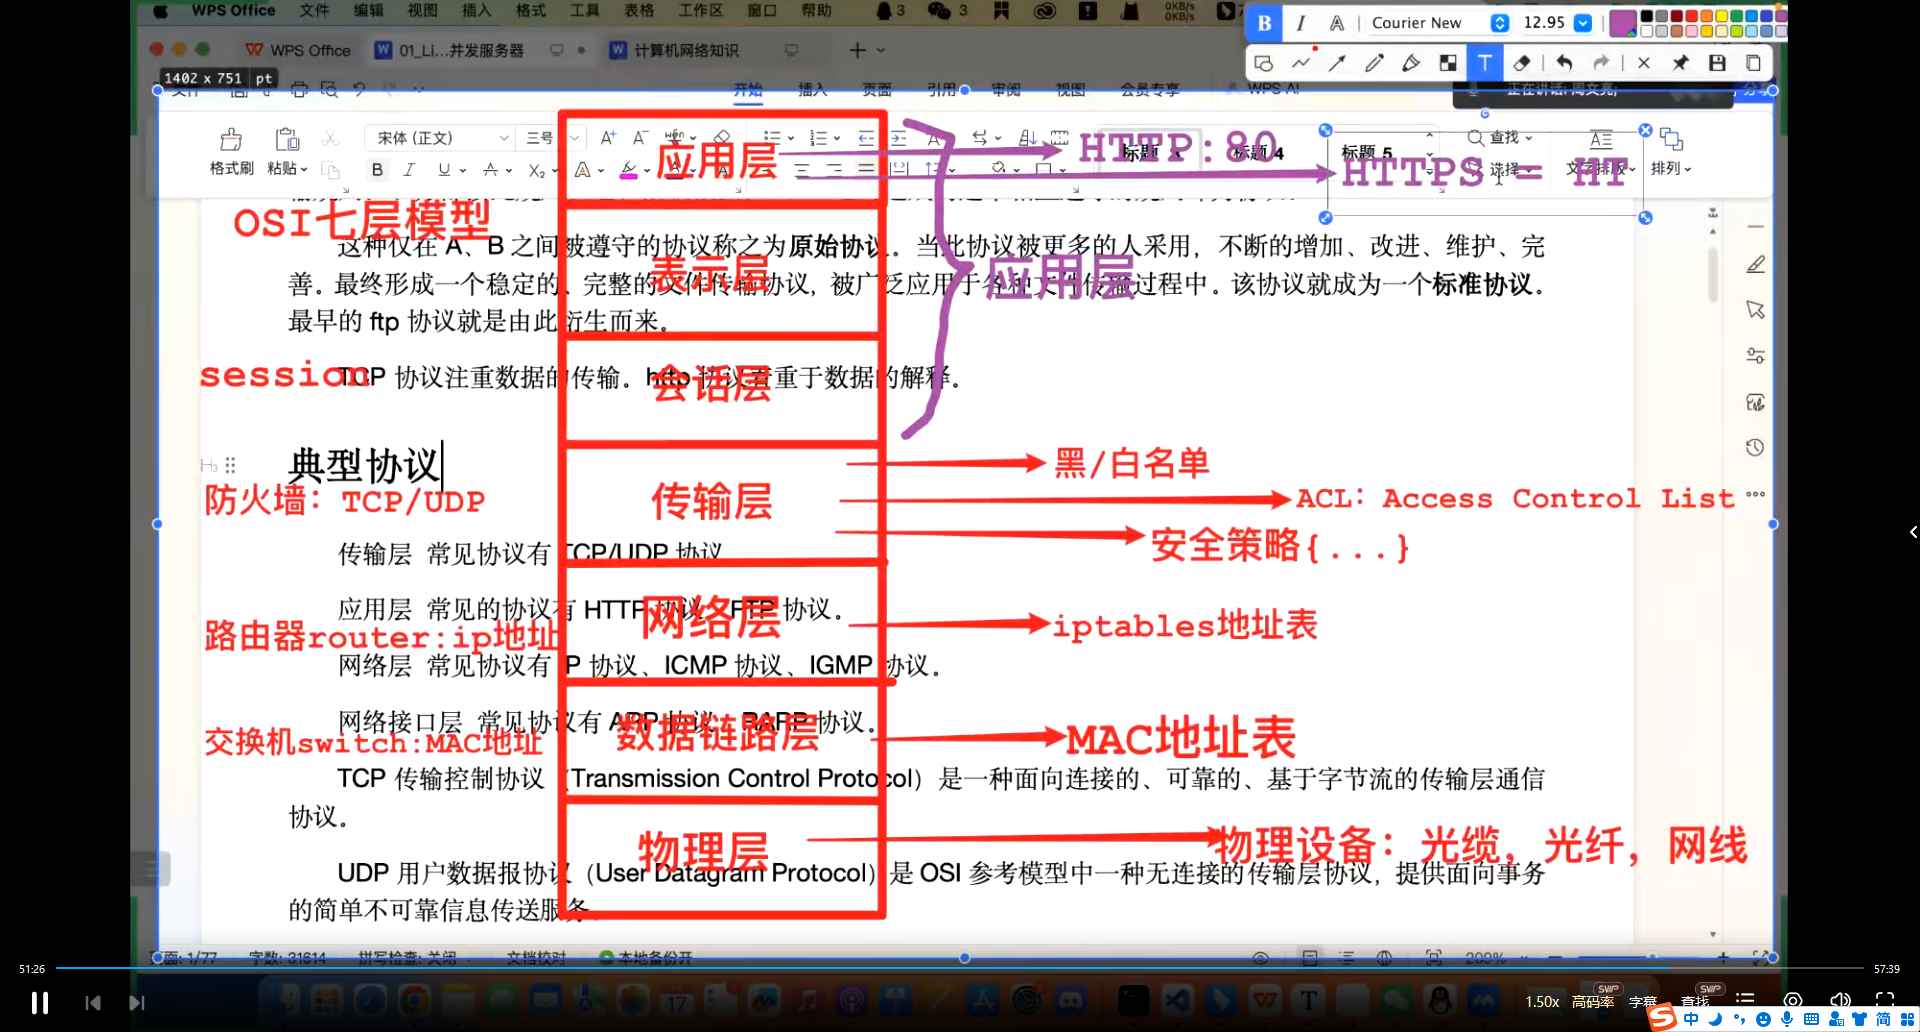 WPS Office 文件 编辑 视图 插入 格式 工具 表格 工作区 窗口 帮助 3 3 0KB/s 0KB/s
B I A Courier New 12.95
WPS Office 01_Li...并发服务器 计算机网络知识
1402 x 751 pt
开始 插入 页面 引用 审阅 视图 会员专享 WPS AI
宋体 (正文) 三号 标题 4 标题 5 查找
格式刷 粘贴 选择 文字排版 排列
应用层 HTTP:80
HTTPS = HT
OSI七层模型
这种仅在 A、B 之间被遵守的协议称之为原始协议。当此协议被更多的人采用，不断的增加、改进、维护、完
善。最终形成一个稳定的、完整的文件传输协议，被广泛应用于各种文件传输过程中。该协议就成为一个标准协议。
最早的 ftp 协议就是由此衍生而来。
表示层
应用层
TCP 协议注重数据的传输。http 协议着重于数据的解释。
session
会话层
典型协议
黑/白名单
防火墙：TCP/UDP
传输层
ACL：Access Control List
安全策略{...}
传输层 常见协议有 TCP/UDP 协议
应用层 常见的协议有 HTTP 协议，FTP 协议。
网络层
路由器router:ip地址
iptables地址表
网络层 常见协议有 IP 协议、ICMP 协议、IGMP 协议。
网络接口层 常见协议有 ARP 协议、RARP 协议。
数据链路层
交换机switch:MAC地址
MAC地址表
TCP 传输控制协议（Transmission Control Protocol）是一种面向连接的、可靠的、基于字节流的传输层通信
协议。
物理层
物理设备：光缆，光纤，网线
UDP 用户数据报协议（User Datagram Protocol）是 OSI 参考模型中一种无连接的传输层协议，提供面向事务
的简单不可靠信息传送服务。
页面: 1/77 字数: 31614 拼写检查: 关闭 文档校对 本地备份开 200%
51:26 57:39
17
1.50x 高码率 SVIP 字幕 查找 SVIP
S 中 简